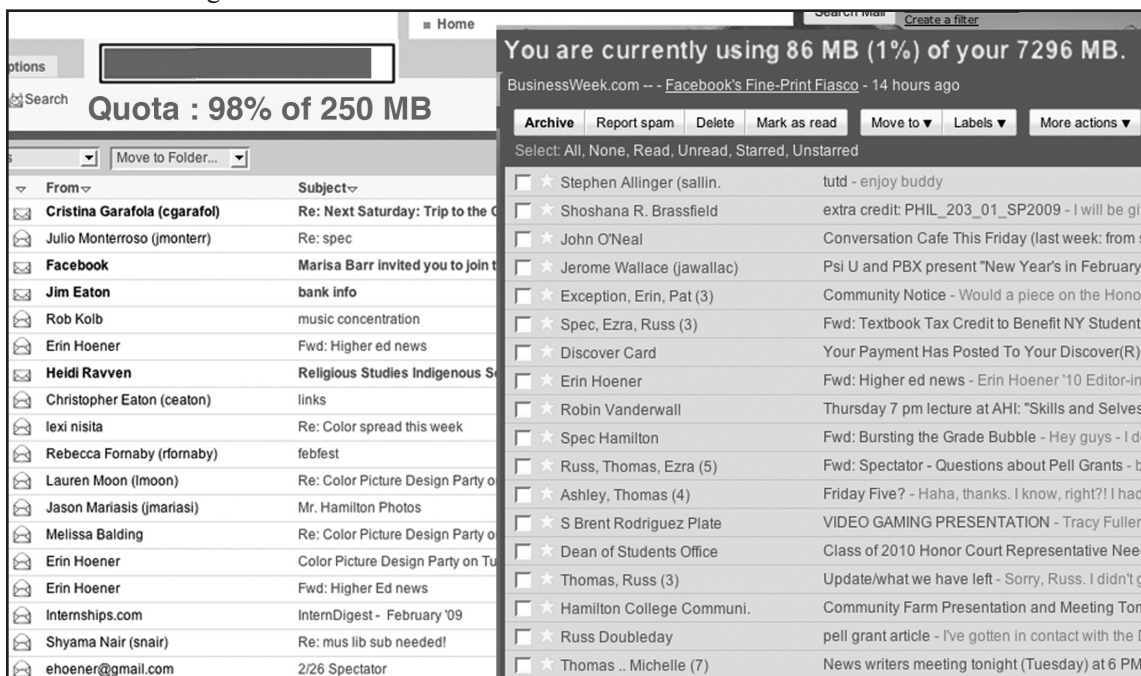 Home
ptions
Search
Quota : 98% of 250 MB
Move to Folder...
From Subject
Cristina Garafola (cgarafol) Re: Next Saturday: Trip to the
Julio Monterroso (jmonterr) Re: spec
Facebook Marisa Barr invited you to join
Jim Eaton bank info
Rob Kolb music concentration
Erin Hoener Fwd: Higher ed news
Heidi Ravven Religious Studies Indigenous
Christopher Eaton (ceaton) links
lexi nisita Re: Color spread this week
Rebecca Fornaby (rfornaby) febfest
Lauren Moon (lmoon) Re: Color Picture Design Party
Jason Mariasis (jmariasi) Mr. Hamilton Photos
Melissa Balding Re: Color Picture Design Party
Erin Hoener Color Picture Design Party on Tu
Erin Hoener Fwd: Higher Ed news
Internships.com InternDigest - February '09
Shyama Nair (snair) Re: mus lib sub needed!
ehoener@gmail.com 2/26 Spectator
Search Mail
Create a filter
You are currently using 86 MB (1%) of your 7296 MB.
BusinessWeek.com -- - Facebook's Fine-Print Fiasco - 14 hours ago
Archive Report spam Delete Mark as read Move to ▼ Labels ▼ More actions ▼
Select: All, None, Read, Unread, Starred, Unstarred
Stephen Allinger (sallin. tutd - enjoy buddy
Shoshana R. Brassfield extra credit: PHIL_203_01_SP2009 - I will be gi
John O'Neal Conversation Cafe This Friday (last week: from
Jerome Wallace (jawallac) Psi U and PBX present "New Year's in February
Exception, Erin, Pat (3) Community Notice - Would a piece on the Hono
Spec, Ezra, Russ (3) Fwd: Textbook Tax Credit to Benefit NY Student
Discover Card Your Payment Has Posted To Your Discover(R)
Erin Hoener Fwd: Higher ed news - Erin Hoener '10 Editor-in
Robin Vanderwall Thursday 7 pm lecture at AHI: "Skills and Selves
Spec Hamilton Fwd: Bursting the Grade Bubble - Hey guys - I d
Russ, Thomas, Ezra (5) Fwd: Spectator - Questions about Pell Grants - b
Ashley, Thomas (4) Friday Five? - Haha, thanks. I know, right?! I had
S Brent Rodriguez Plate VIDEO GAMING PRESENTATION - Tracy Fuller
Dean of Students Office Class of 2010 Honor Court Representative Nee
Thomas, Russ (3) Update/what we have left - Sorry, Russ. I didn't g
Hamilton College Communi. Community Farm Presentation and Meeting Tom
Russ Doubleday pell grant article - I've gotten in contact with the
Thomas .. Michelle (7) News writers meeting tonight (Tuesday) at 6 PM